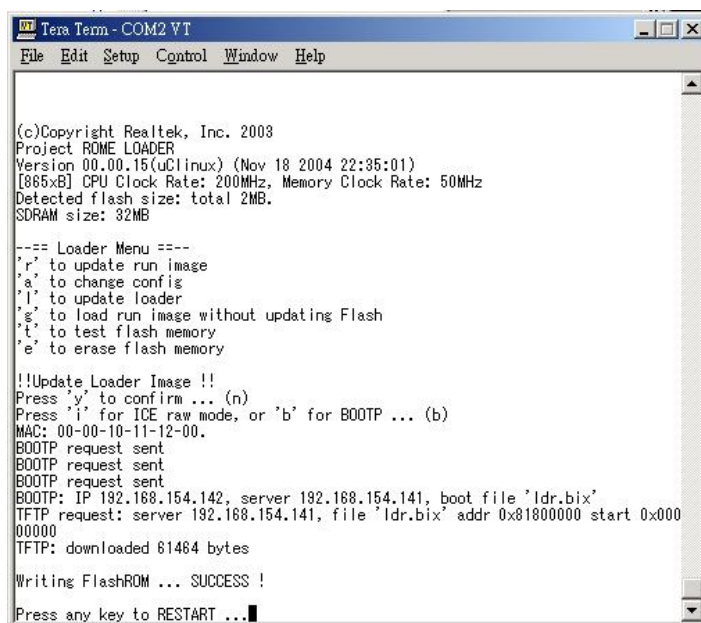 Tera Term - COM2 VT
File Edit Setup Control Window Help
(c)Copyright Realtek, Inc. 2003
Project ROME LOADER
Version 00.00.15(uClinux) (Nov 18 2004 22:35:01)
[865xB] CPU Clock Rate: 200MHz, Memory Clock Rate: 50MHz
Detected flash size: total 2MB.
SDRAM size: 32MB
--== Loader Menu ==--
'r' to update run image
'a' to change config
'l' to update loader
'g' to load run image without updating Flash
't' to test flash memory
'e' to erase flash memory
!!Update Loader Image !!
Press 'y' to confirm ... (n)
Press 'i' for ICE raw mode, or 'b' for BOOTP ... (b)
MAC: 00-00-10-11-12-00.
BOOTP request sent
BOOTP request sent
BOOTP request sent
BOOTP: IP 192.168.154.142, server 192.168.154.141, boot file 'ldr.bix'
TFTP request: server 192.168.154.141, file 'ldr.bix' addr 0x81800000 start 0x000
00000
TFTP: downloaded 61464 bytes
Writing FlashROM ... SUCCESS !
Press any key to RESTART ...